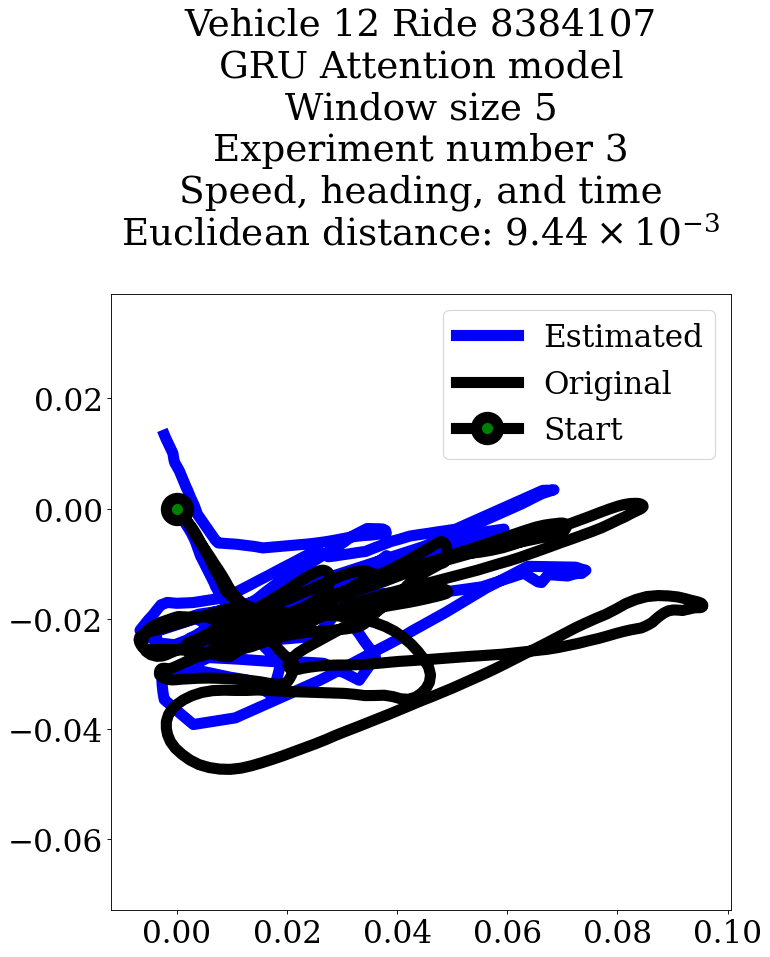 Vehicle 12 Ride 8384107
GRU Attention model
Window size 5
Experiment number 3
Speed, heading, and time
Euclidean distance: 9.44 × 10⁻³
Estimated
Original
Start
0.02
0.00
−0.02
−0.04
−0.06
0.00 0.02 0.04 0.06 0.08 0.10